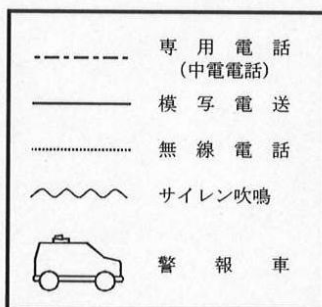 専用電話
(中電電話)
模写電送
無線電話
サイレン吹鳴
警報車